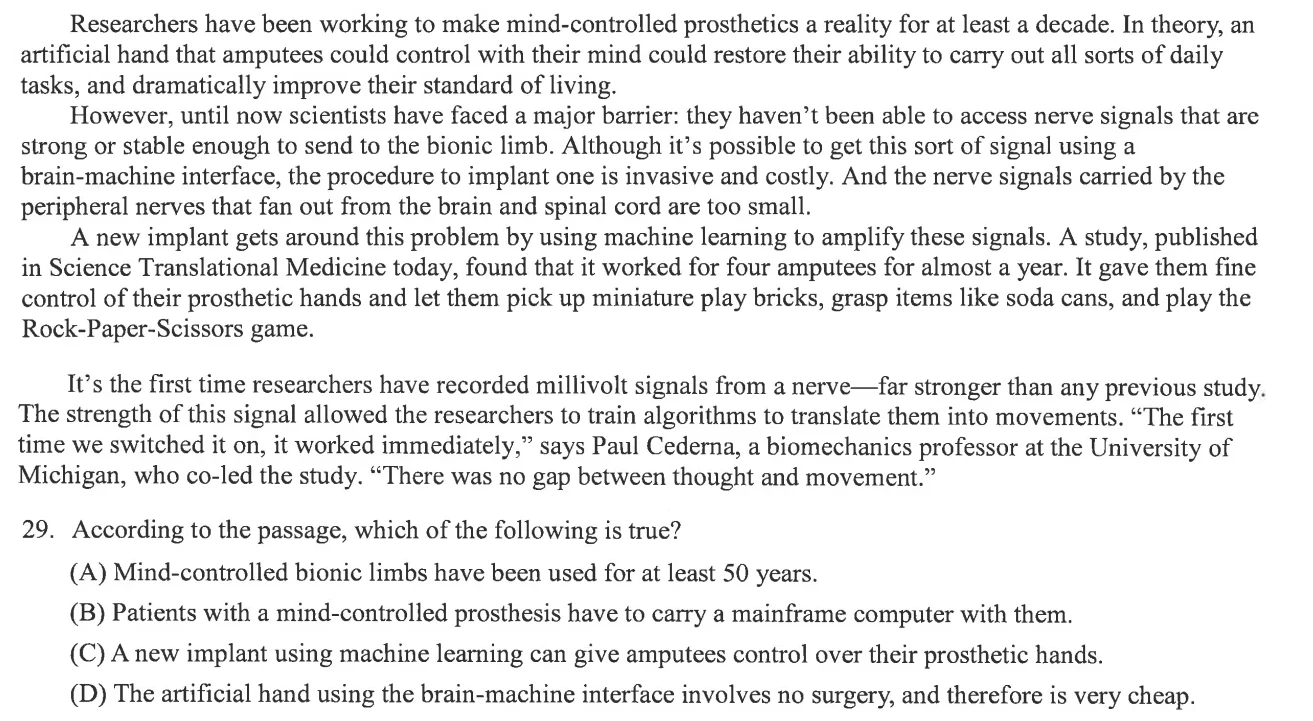 Researchers have been working to make mind-controlled prosthetics a reality for at least a decade. In theory, an
artificial hand that amputees could control with their mind could restore their ability to carry out all sorts of daily
tasks, and dramatically improve their standard of living.
However, until now scientists have faced a major barrier: they haven’t been able to access nerve signals that are
strong or stable enough to send to the bionic limb. Although it’s possible to get this sort of signal using a
brain-machine interface, the procedure to implant one is invasive and costly. And the nerve signals carried by the
peripheral nerves that fan out from the brain and spinal cord are too small.
A new implant gets around this problem by using machine learning to amplify these signals. A study, published
in Science Translational Medicine today, found that it worked for four amputees for almost a year. It gave them fine
control of their prosthetic hands and let them pick up miniature play bricks, grasp items like soda cans, and play the
Rock-Paper-Scissors game.
It’s the first time researchers have recorded millivolt signals from a nerve—far stronger than any previous study.
The strength of this signal allowed the researchers to train algorithms to translate them into movements. “The first
time we switched it on, it worked immediately,” says Paul Cederna, a biomechanics professor at the University of
Michigan, who co-led the study. “There was no gap between thought and movement.”
29. According to the passage, which of the following is true?
(A) Mind-controlled bionic limbs have been used for at least 50 years.
(B) Patients with a mind-controlled prosthesis have to carry a mainframe computer with them.
(C) A new implant using machine learning can give amputees control over their prosthetic hands.
(D) The artificial hand using the brain-machine interface involves no surgery, and therefore is very cheap.